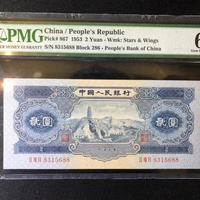 PMG
China / People's Republic
Pick# 867 1953 2 Yuan - Wmk: Stars & Wings
S/N 8315688 Block 286 - People's Bank of China
中国人民银行
贰圆
贰圆
8315688
8315688